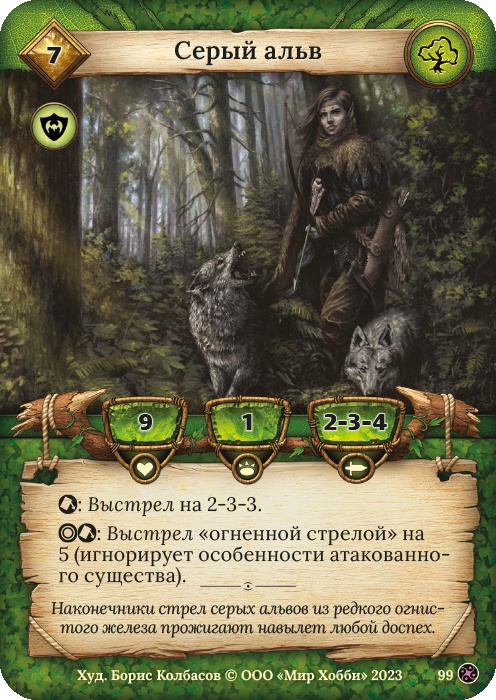 7
Серый альв
9
1
2-3-4
: Выстрел на 2-3-3.
: Выстрел «огненной стрелой» на
5 (игнорирует особенности атакованно-
го существа).
Наконечники стрел серых альвов из редкого огнис-
того железа прожигают навылет любой доспех.
Худ. Борис Колбасов © ООО «Мир Хобби» 2023
99